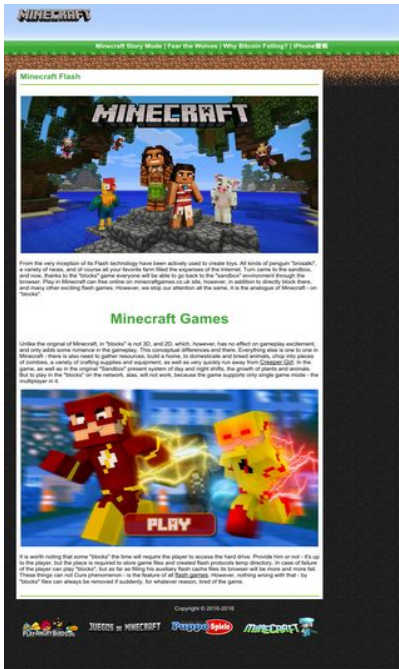 MINECRAFT
Minecraft Story Mode | Fear the Wolves | Why Bitcoin Falling? | iPhone遊戲
Minecraft Flash
MINECRAFT
From the very inception of its Flash technology have been actively used to create toys. All kinds of penguin "brosalki",
a variety of races, and of course all your favorite farm filled the expanses of the Internet. Turn came to the sandbox,
and now, thanks to the "blocks" game everyone will be able to go back to the "sandbox" environment through the
browser. Play in Minecraft can free online on minecraftgames.co.uk site, however, in addition to directly block there,
and many other exciting flash games. However, we stop our attention all the same, it is the analogue of Minecraft - on
"blocks".
Minecraft Games
Unlike the original of Minecraft, in "blocks" is not 3D, and 2D, which, however, has no effect on gameplay excitement,
and only adds some romance in the gameplay. This conceptual differences end there. Everything else is one to one in
Minecraft - there is also need to gather resources, build a home, to domesticate and breed animals, chop into pieces
of zombies, a variety of crafting supplies and equipment, as well as very quickly run away from Creeper Girl. In the
game, as well as in the original "Sandbox" present system of day and night shifts, the growth of plants and animals.
But to play in the "blocks" on the network, alas, will not work, because the game supports only single game mode - the
multiplayer in it.
PLAY
It is worth noting that some "blocks" the time will require the player to access the hard drive. Provide him or not - it's up
to the player, but the place is required to store game files and created flash protocols temp directory. In case of failure
of the player can play "blocks", but as far as filling his auxiliary flash cache files its browser will be more and more fail.
These things can not Cure phenomenon - is the feature of all flash games. However, nothing wrong with that - by
"blocks" files can always be removed if suddenly, for whatever reason, tired of the game.
Copyright © 2016-2018
PLAYANGRYBIRDS JUEGOS DE MINECRAFT Puppo Spiele MINECRAFT